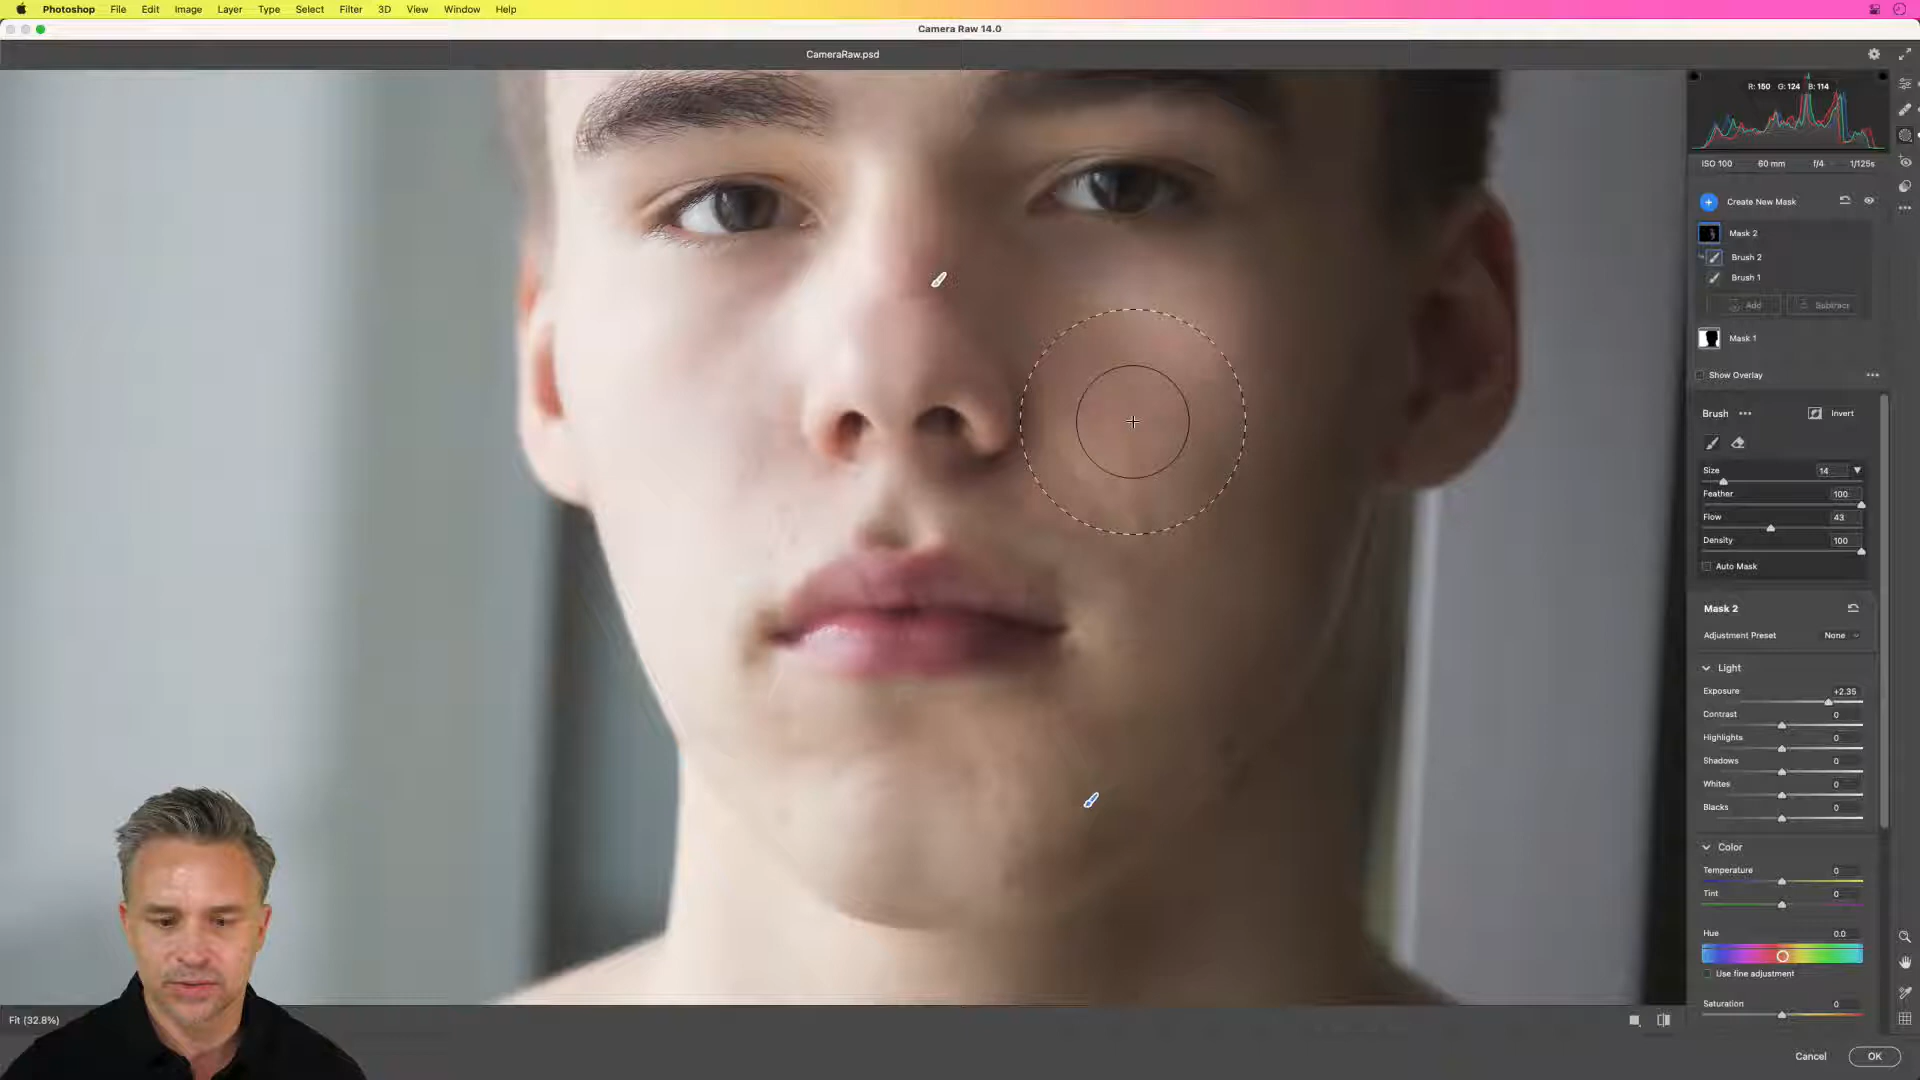 Photoshop File Edit Image Layer Type Select Filter 3D View Window Help
Camera Raw 14.0
CameraRaw.psd
R: 150 G: 124 B: 114
ISO 100 60 mm f/4 1/125s
Create New Mask
Mask 2
Brush 2
Brush 1
Add Subtract
Mask 1
Show Overlay
Brush Invert
Size 14
Feather 100
Flow 43
Density 100
Auto Mask
Mask 2
Adjustment Preset None
Light
Exposure +2.35
Contrast 0
Highlights 0
Shadows 0
Whites 0
Blacks 0
Color
Temperature 0
Tint 0
Hue 0.0
Use fine adjustment
Saturation 0
Fit (32.8%)
Cancel OK